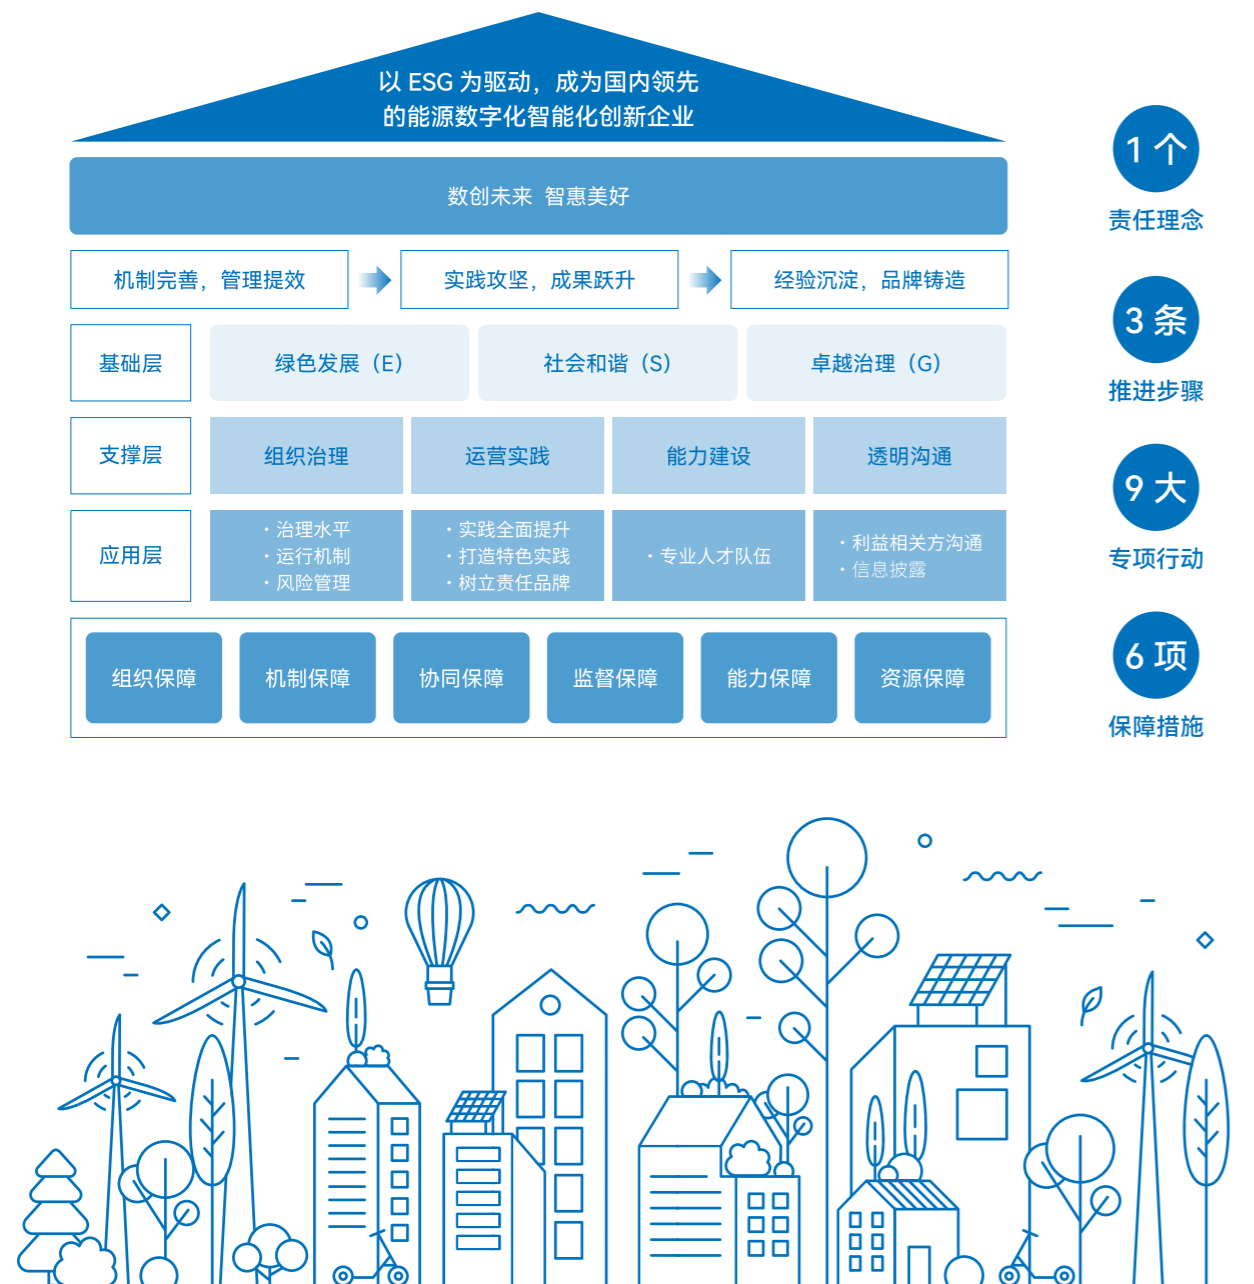 以 ESG 为驱动，成为国内领先
的能源数字化智能化创新企业
数创未来 智惠美好
机制完善，管理提效
实践攻坚，成果跃升
经验沉淀，品牌铸造
基础层
绿色发展（E）
社会和谐（S）
卓越治理（G）
支撑层
组织治理
运营实践
能力建设
透明沟通
应用层
·治理水平
·运行机制
·风险管理
·实践全面提升
·打造特色实践
·树立责任品牌
·专业人才队伍
·利益相关方沟通
·信息披露
组织保障
机制保障
协同保障
监督保障
能力保障
资源保障
1 个
责任理念
3 条
推进步骤
9 大
专项行动
6 项
保障措施